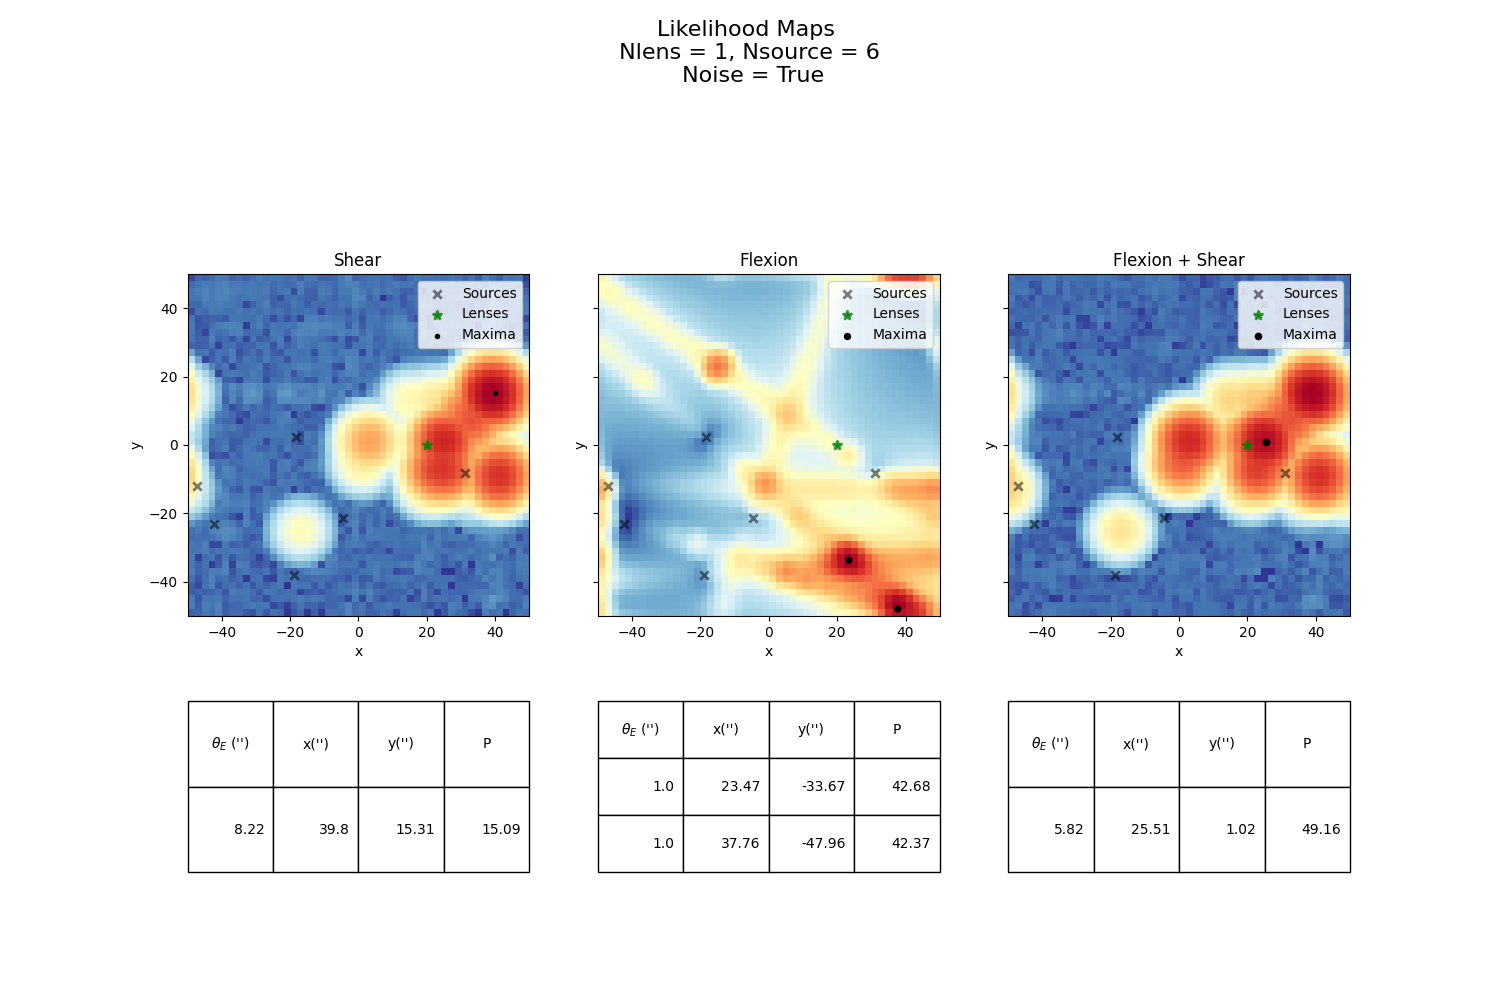 Likelihood Maps
Nlens = 1, Nsource = 6
Noise = True
Shear
Sources
Lenses
Maxima
40
20
0
−20
−40
y
−40 −20 0 20 40
x
Flexion
Sources
Lenses
Maxima
y
−40 −20 0 20 40
x
Flexion + Shear
Sources
Lenses
Maxima
y
−40 −20 0 20 40
x
θE ('') x('') y('') P
8.22 39.8 15.31 15.09
θE ('') x('') y('') P
1.0 23.47 -33.67 42.68
1.0 37.76 -47.96 42.37
θE ('') x('') y('') P
5.82 25.51 1.02 49.16